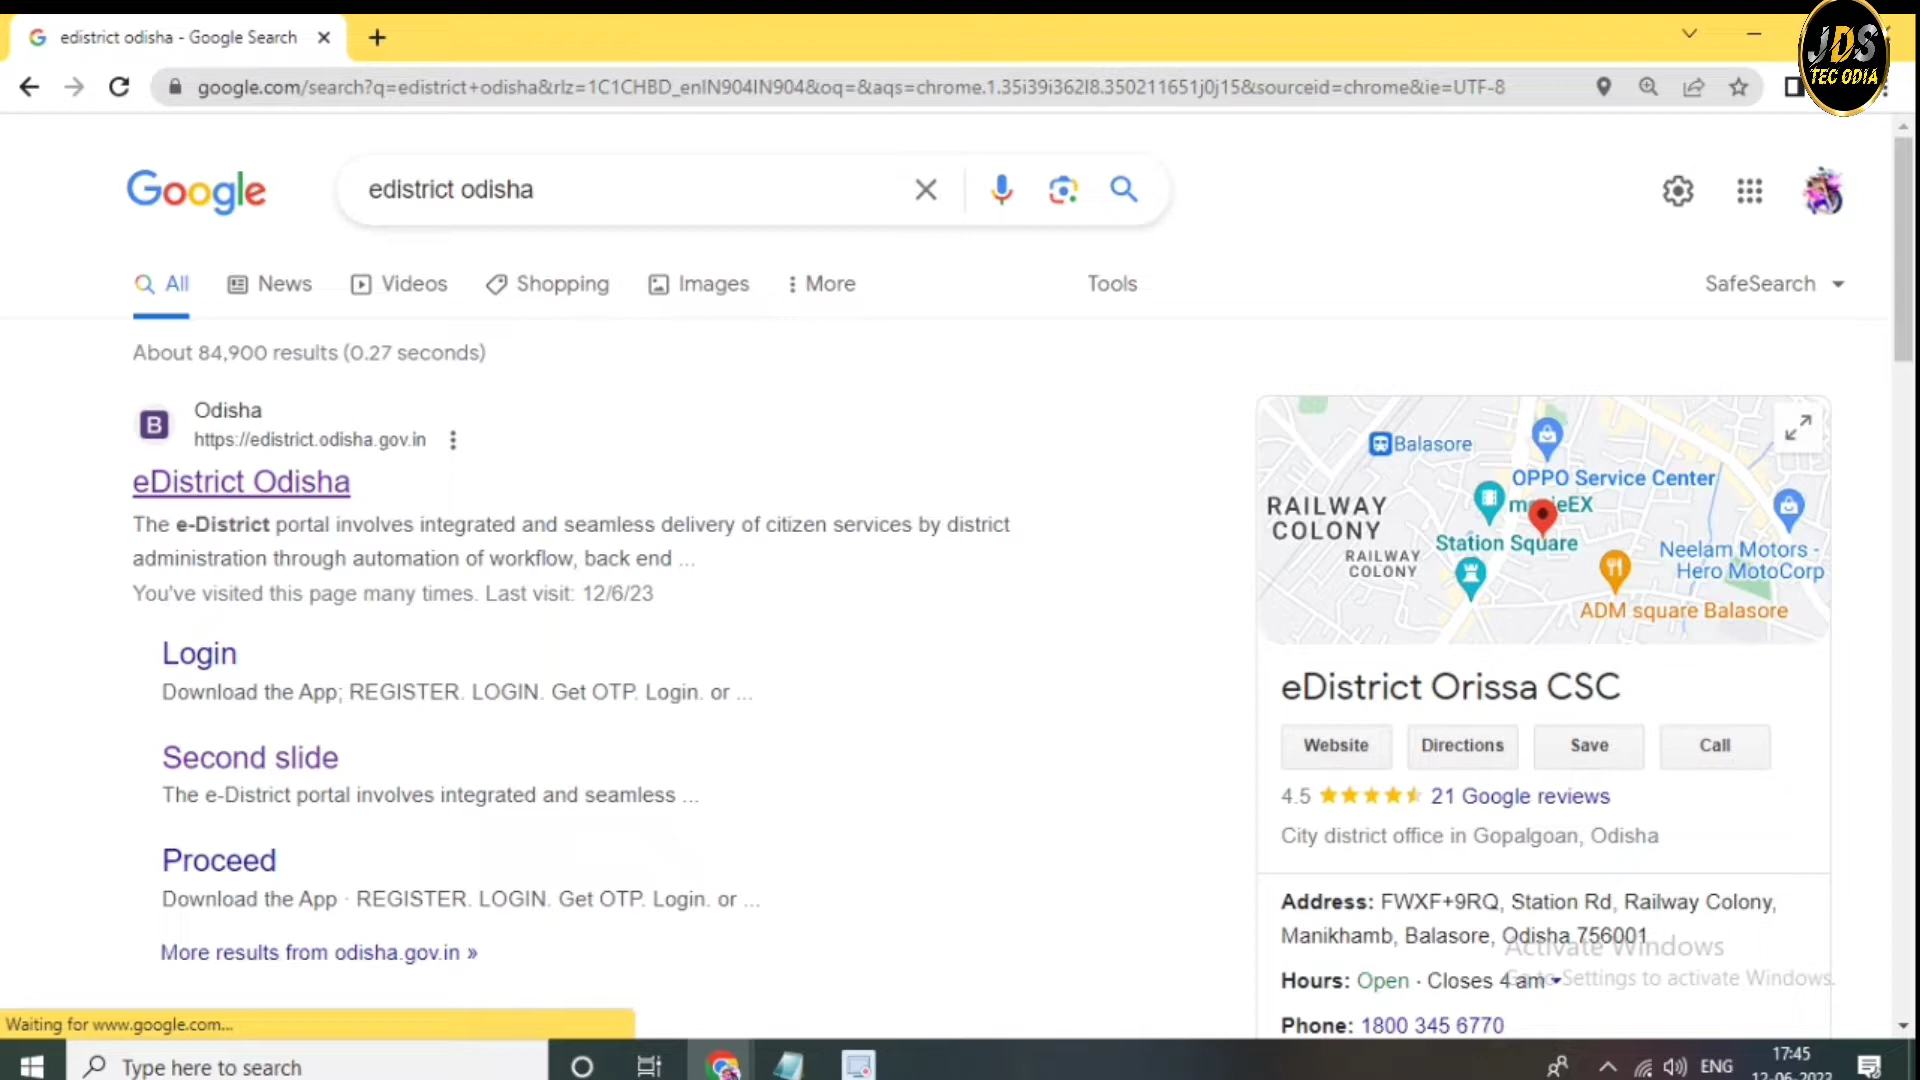 edistrict odisha - Google Search
JDS
TEC ODIA
google.com/search?q=edistrict+odisha&rlz=1C1CHBD_enIN904IN904&oq=&aqs=chrome.1.35i39i362l8.350211651j0j15&sourceid=chrome&ie=UTF-8
Google
edistrict odisha
All News Videos Shopping Images More Tools SafeSearch
About 84,900 results (0.27 seconds)
B
Odisha
https://edistrict.odisha.gov.in
eDistrict Odisha
The e-District portal involves integrated and seamless delivery of citizen services by district
administration through automation of workflow, back end ...
You've visited this page many times. Last visit: 12/6/23
Login
Download the App; REGISTER. LOGIN. Get OTP. Login. or ...
Second slide
The e-District portal involves integrated and seamless ...
Proceed
Download the App · REGISTER. LOGIN. Get OTP. Login. or ...
More results from odisha.gov.in »
Balasore
OPPO Service Center
RAILWAY
COLONY
Station Square
RAILWAY
COLONY
Neelam Motors -
Hero MotoCorp
ADM square Balasore
eDistrict Orissa CSC
Website Directions Save Call
4.5 21 Google reviews
City district office in Gopalgoan, Odisha
Address: FWXF+9RQ, Station Rd, Railway Colony,
Manikhamb, Balasore, Odisha 756001
Activate Windows
Hours: Open · Closes 4 am
Go to Settings to activate Windows.
Phone: 1800 345 6770
Waiting for www.google.com...
Type here to search
ENG
17:45